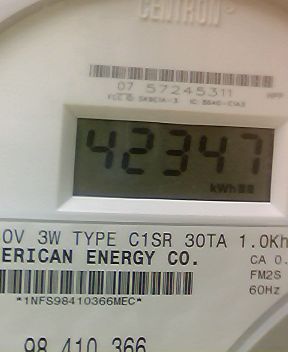 CENTRON
07 57245311
42347
kWh
0V 3W TYPE C1SR 30TA 1.0Kh
ERICAN ENERGY CO.
CA 0.
FM2S
60Hz
*1NFS98410366MEC*
98 410 366